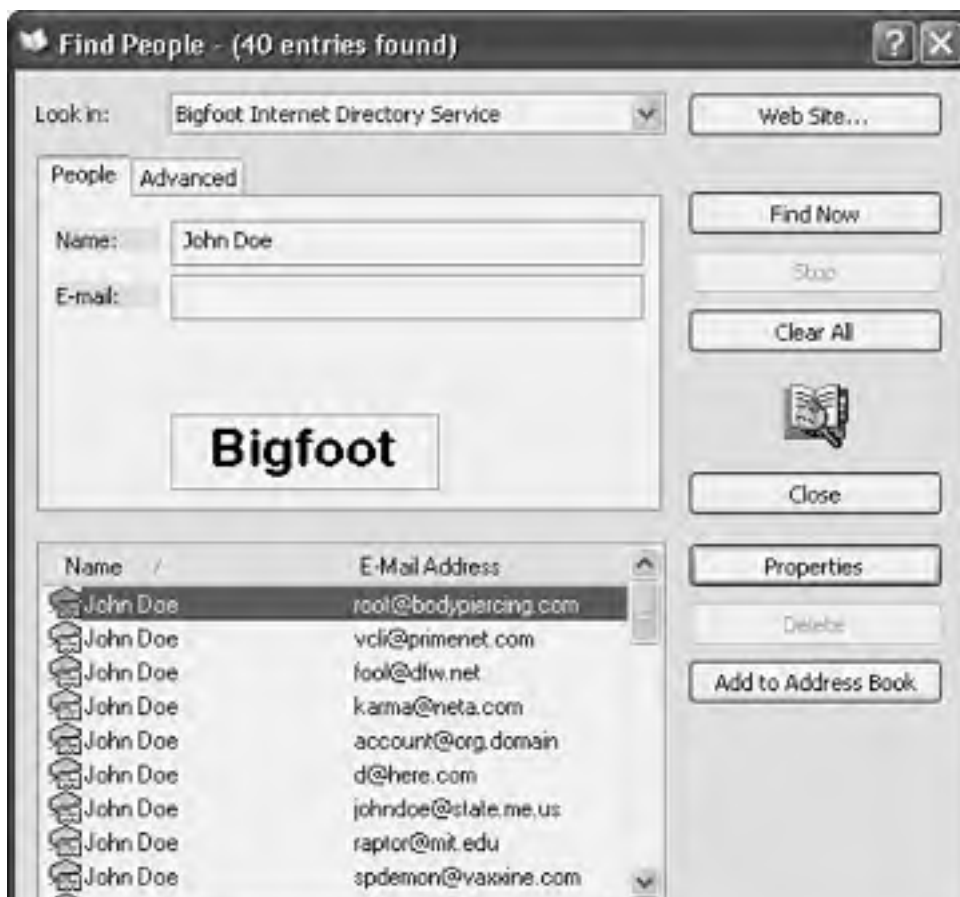 Find People - (40 entries found)
Look in: Bigfoot Internet Directory Service
Web Site...
People Advanced
Name: John Doe
E-mail:
Find Now
Stop
Clear All
Bigfoot
Close
Name E-Mail Address
John Doe root@bodypiercing.com
John Doe vcli@primenet.com
John Doe fool@dfw.net
John Doe karma@neta.com
John Doe account@org.domain
John Doe d@here.com
John Doe johndoe@state.me.us
John Doe raptor@mit.edu
John Doe spdemon@vaxxine.com
Properties
Delete
Add to Address Book